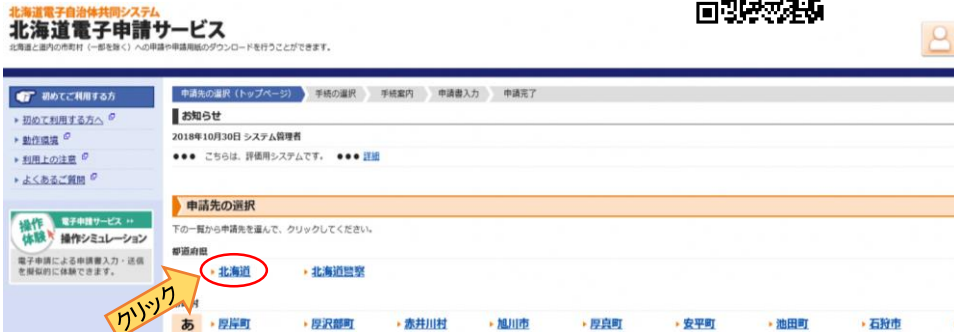 北海道電子自治体共同システム
北海道電子申請サービス
北海道と道内の市町村（一部を除く）への申請や申請用紙のダウンロードを行うことができます。
初めてご利用する方
初めて利用する方へ
動作環境
利用上の注意
よくあるご質問
操作体験 電子申請サービス
操作シミュレーション
電子申請による申請書入力・送信を擬似的に体験できます。
申請先の選択（トップページ） 手続の選択 手続案内 申請書入力 申請完了
お知らせ
2018年10月30日 システム管理者
●●● こちらは、評価用システムです。 ●●● 詳細
申請先の選択
下の一覧から申請先を選んで、クリックしてください。
都道府県
北海道 北海道警察
クリック
あ 厚岸町 厚沢部町 赤井川村 旭川市 厚真町 安平町 池田町 石狩市